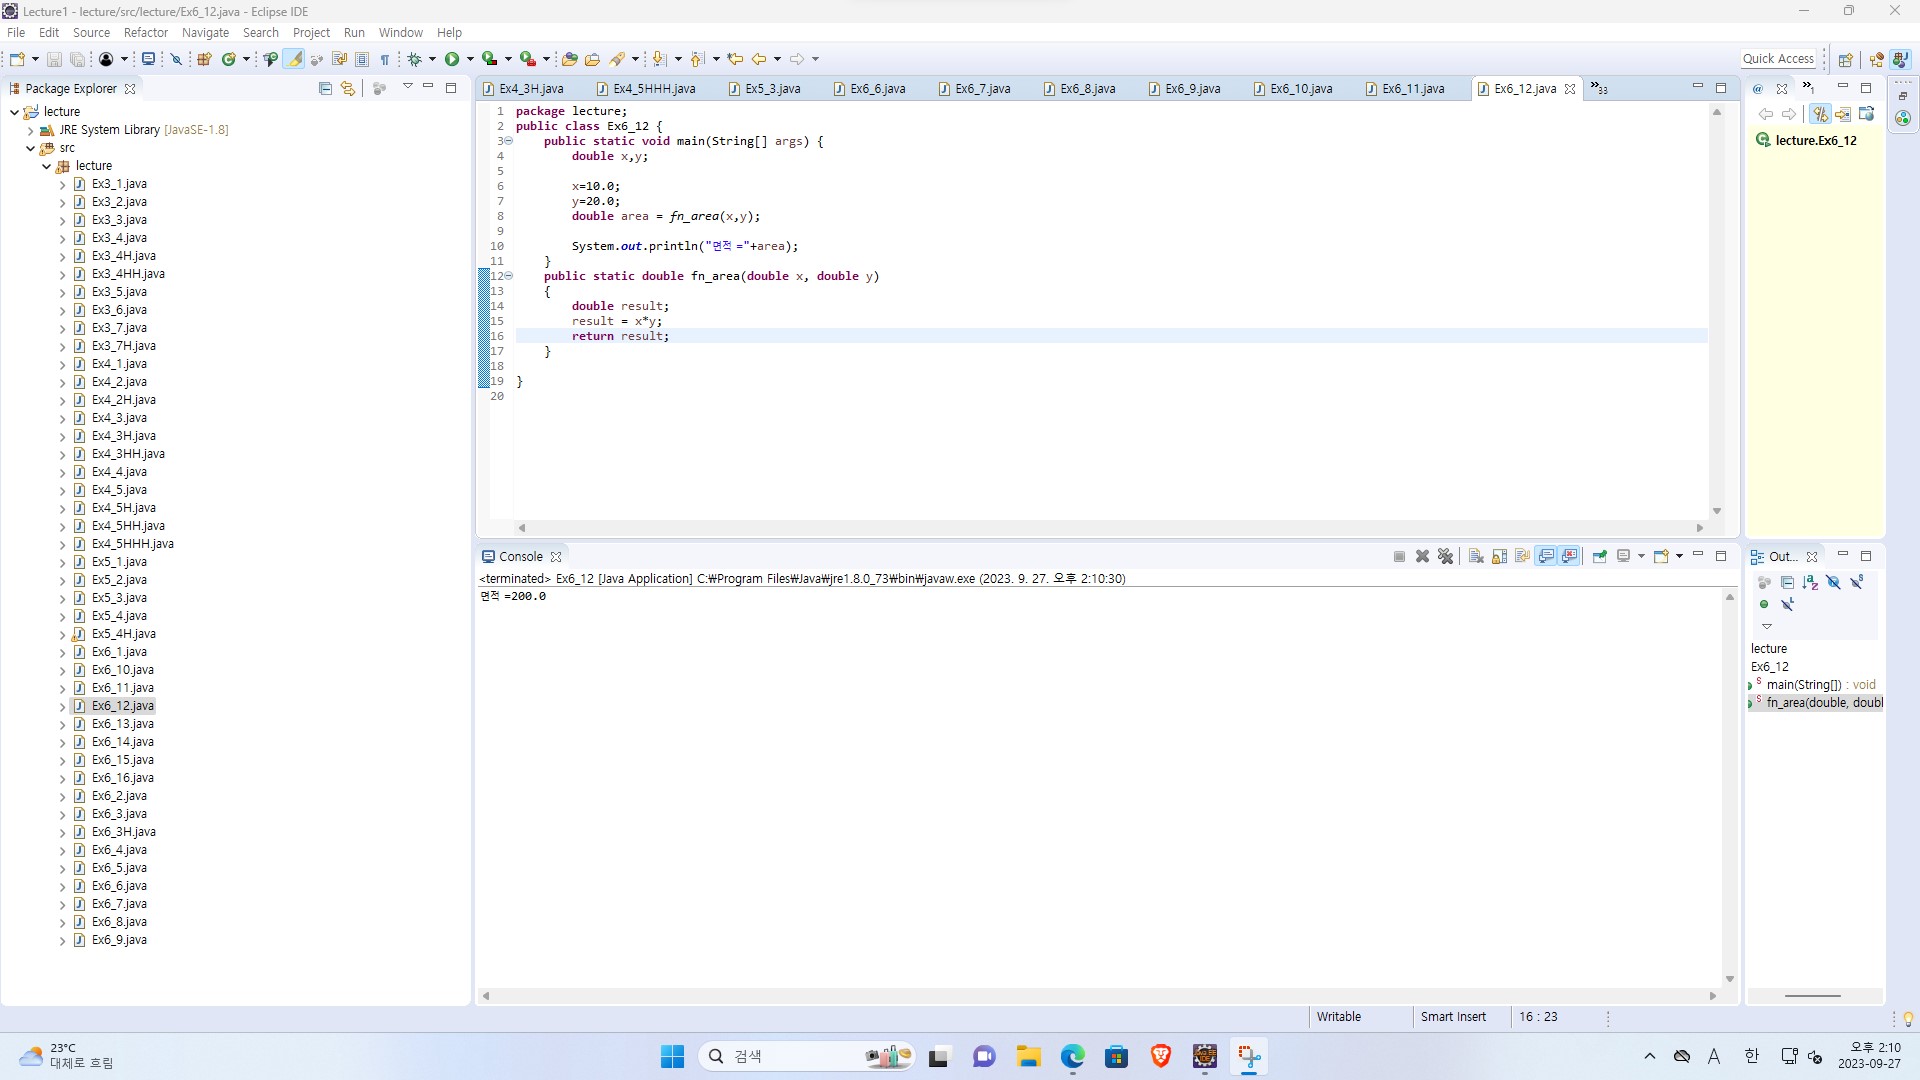 Lecture1 - lecture/src/lecture/Ex6_12.java - Eclipse IDE
File Edit Source Refactor Navigate Search Project Run Window Help
Quick Access
Package Explorer
lecture
JRE System Library [JavaSE-1.8]
src
lecture
Ex3_1.java
Ex3_2.java
Ex3_3.java
Ex3_4.java
Ex3_4H.java
Ex3_4HH.java
Ex3_5.java
Ex3_6.java
Ex3_7.java
Ex3_7H.java
Ex4_1.java
Ex4_2.java
Ex4_2H.java
Ex4_3.java
Ex4_3H.java
Ex4_3HH.java
Ex4_4.java
Ex4_5.java
Ex4_5H.java
Ex4_5HH.java
Ex4_5HHH.java
Ex5_1.java
Ex5_2.java
Ex5_3.java
Ex5_4.java
Ex5_4H.java
Ex6_1.java
Ex6_10.java
Ex6_11.java
Ex6_12.java
Ex6_13.java
Ex6_14.java
Ex6_15.java
Ex6_16.java
Ex6_2.java
Ex6_3.java
Ex6_3H.java
Ex6_4.java
Ex6_5.java
Ex6_6.java
Ex6_7.java
Ex6_8.java
Ex6_9.java
Ex4_3H.java Ex4_5HHH.java Ex5_3.java Ex6_6.java Ex6_7.java Ex6_8.java Ex6_9.java Ex6_10.java Ex6_11.java Ex6_12.java »33
1 package lecture;
2 public class Ex6_12 {
3 public static void main(String[] args) {
4 double x,y;
5
6 x=10.0;
7 y=20.0;
8 double area = fn_area(x,y);
9
10 System.out.println("면적 ="+area);
11 }
12 public static double fn_area(double x, double y)
13 {
14 double result;
15 result = x*y;
16 return result;
17 }
18
19 }
20
@ »1
lecture.Ex6_12
Console
<terminated> Ex6_12 [Java Application] C:₩Program Files₩Java₩jre1.8.0_73₩bin₩javaw.exe (2023. 9. 27. 오후 2:10:30)
면적 =200.0
Out...
lecture
Ex6_12
main(String[]) : void
fn_area(double, doubl
Writable Smart Insert 16 : 23
23°C
대체로 흐림
검색
A 한
오후 2:10
2023-09-27